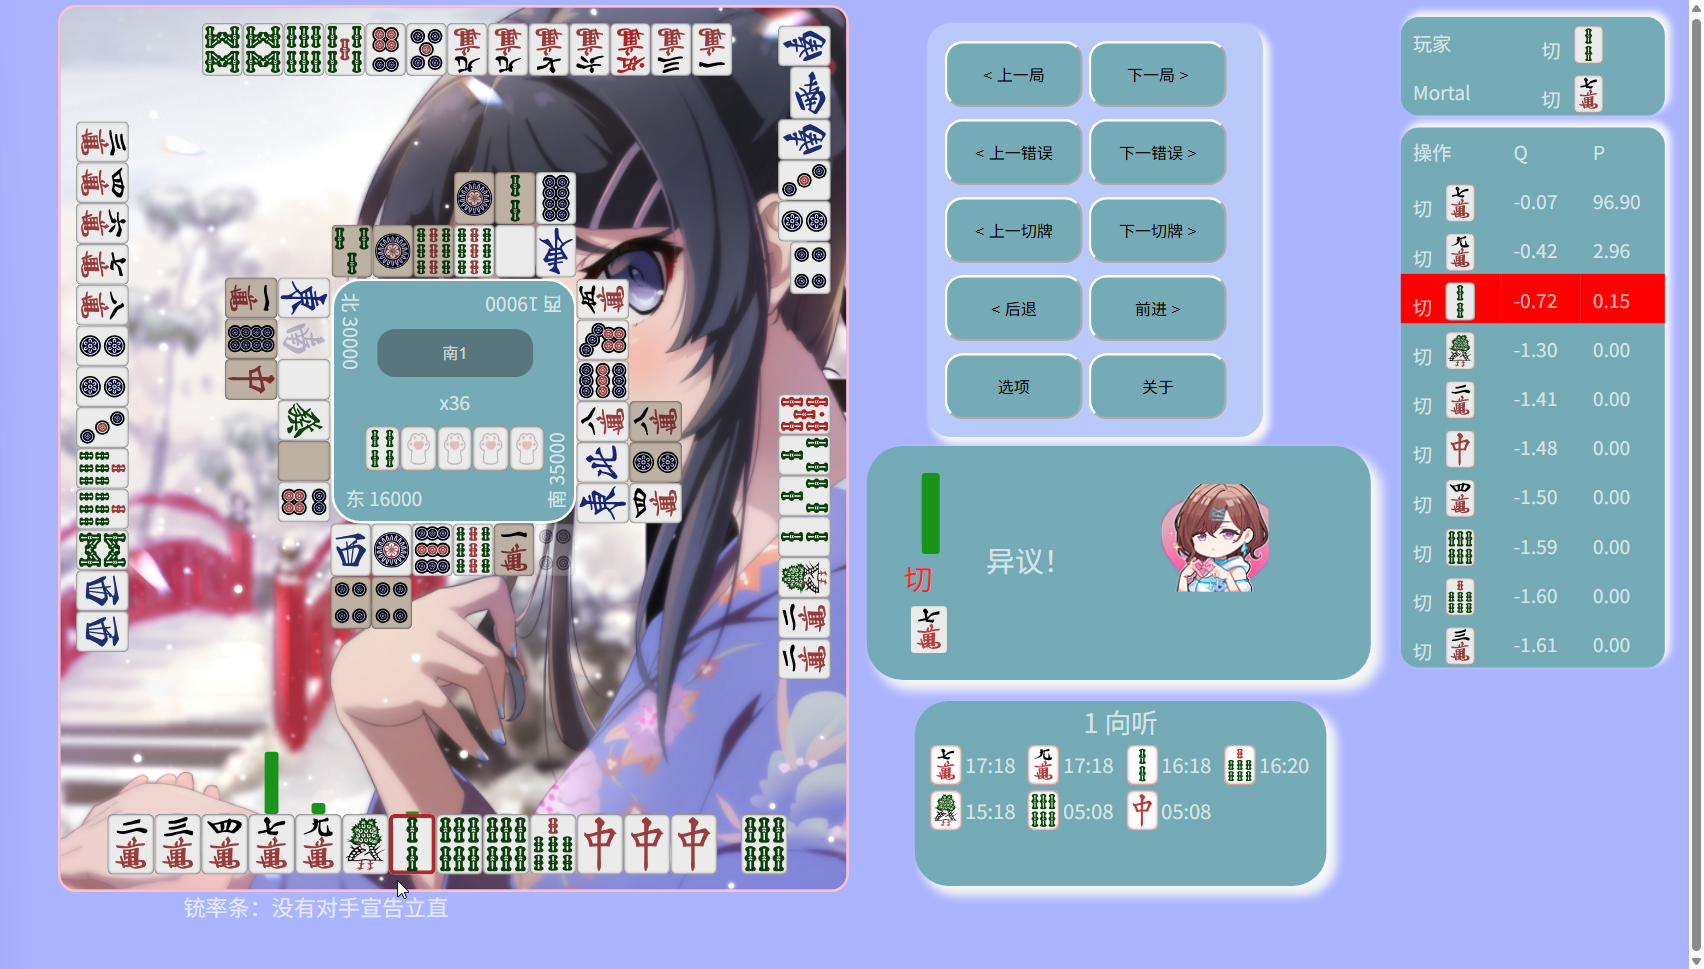 北 30000
西 19000
南1
x36
南 35000
东 16000
铳率条：没有对手宣告立直
< 上一局
下一局 >
< 上一错误
下一错误 >
< 上一切牌
下一切牌 >
< 后退
前进 >
选项
关于
切
异议！
1 向听
17:18
17:18
16:18
16:20
15:18
05:08
05:08
玩家 切
Mortal 切
操作 Q P
切 -0.07 96.90
切 -0.42 2.96
切 -0.72 0.15
切 -1.30 0.00
切 -1.41 0.00
切 -1.48 0.00
切 -1.50 0.00
切 -1.59 0.00
切 -1.60 0.00
切 -1.61 0.00